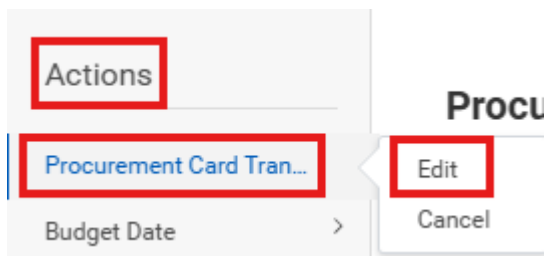 Actions
Procu
Procurement Card Tran...
Edit
Budget Date
Cancel